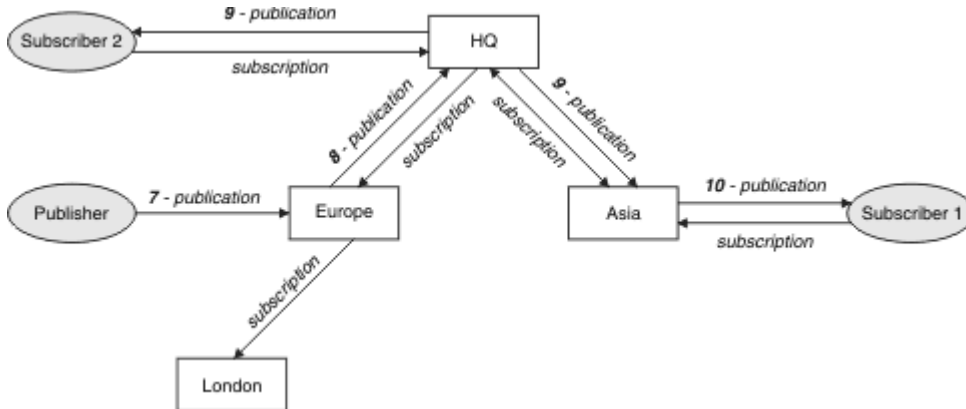 9 - publication
Subscriber 2
HQ
subscription
8 - publication
subscription
subscription
9 - publication
7 - publication
10 - publication
Publisher
Europe
Asia
Subscriber 1
subscription
subscription
London